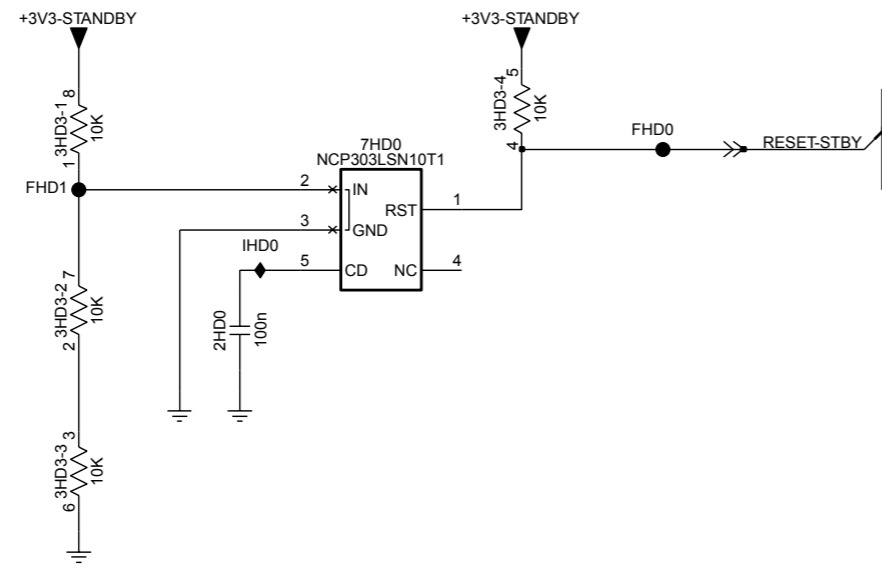 +3V3-STANDBY
+3V3-STANDBY
8
3HD3-1
10K
1
5
3HD3-4
10K
4
FHD0
RESET-STBY
7HD0
NCP303LSN10T1
FHD1
2
IN
RST
1
3
GND
IHD0
5
CD
NC
4
7
3HD3-2
10K
2
2HD0
100n
3
3HD3-3
10K
6